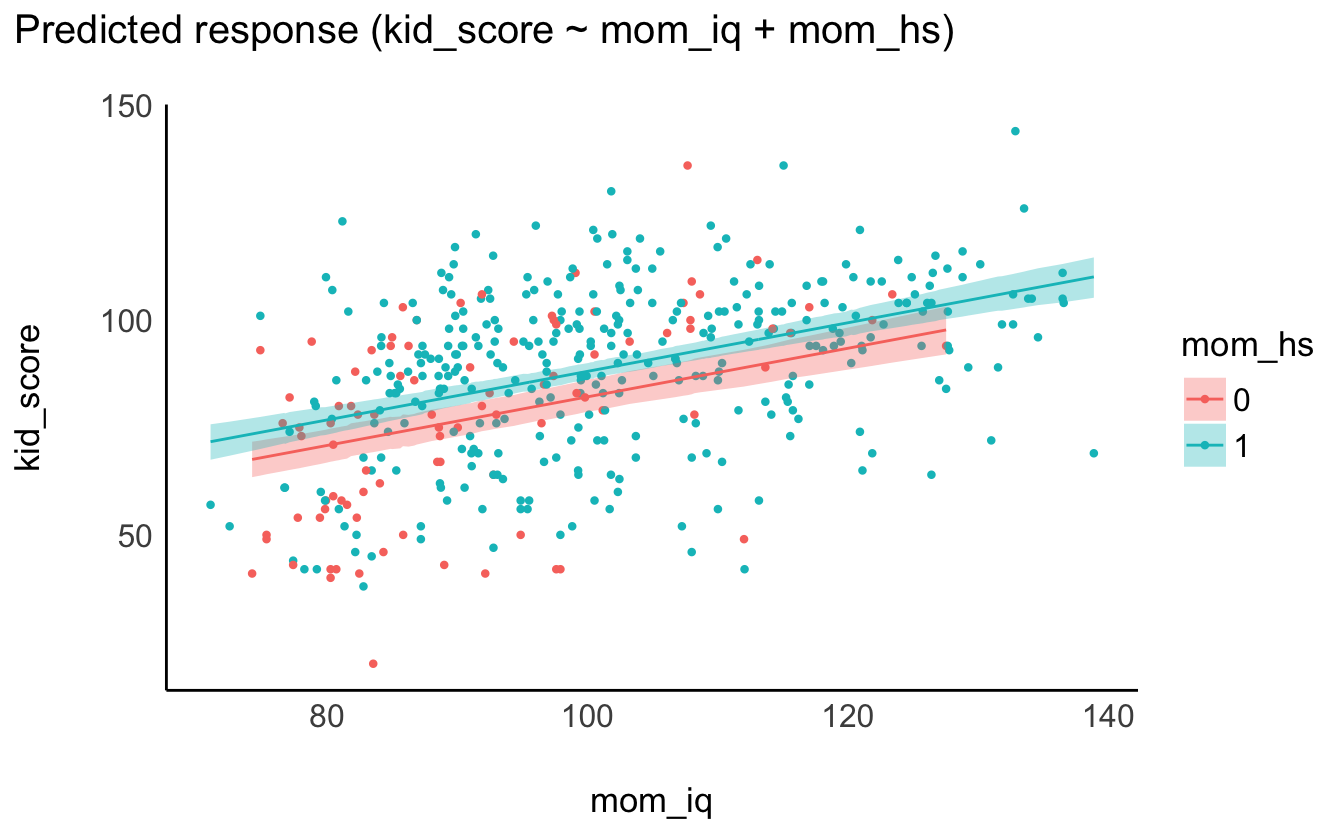 Predicted response (kid_score ~ mom_iq + mom_hs)
150
100
50
kid_score
80 100 120 140
mom_iq
mom_hs
0
1